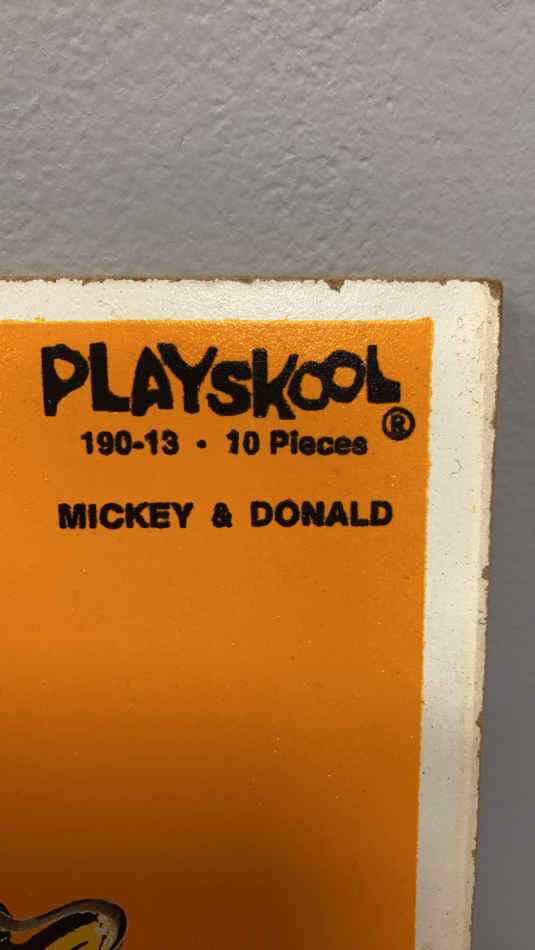 PLAYSKOOL®
190-13 • 10 Pieces
MICKEY & DONALD